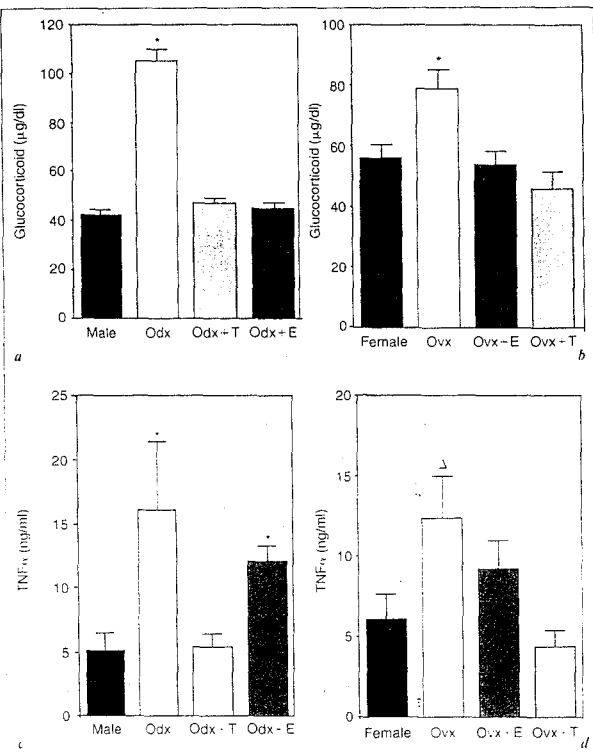 Glucocorticoid (µg/dl)
120
100
80
60
40
20
0
*
Male Odx Odx+T Odx+E
a
Glucocorticoid (µg/dl)
100
80
60
40
20
0
*
Female Ovx Ovx–E Ovx+T
b
TNFα (ng/ml)
25
20
15
10
5
0
*
*
Male Odx Odx · T Odx - E
c
TNFα (ng/ml)
20
15
10
5
0
Female Ovx Ovx · E Ovx · T
d